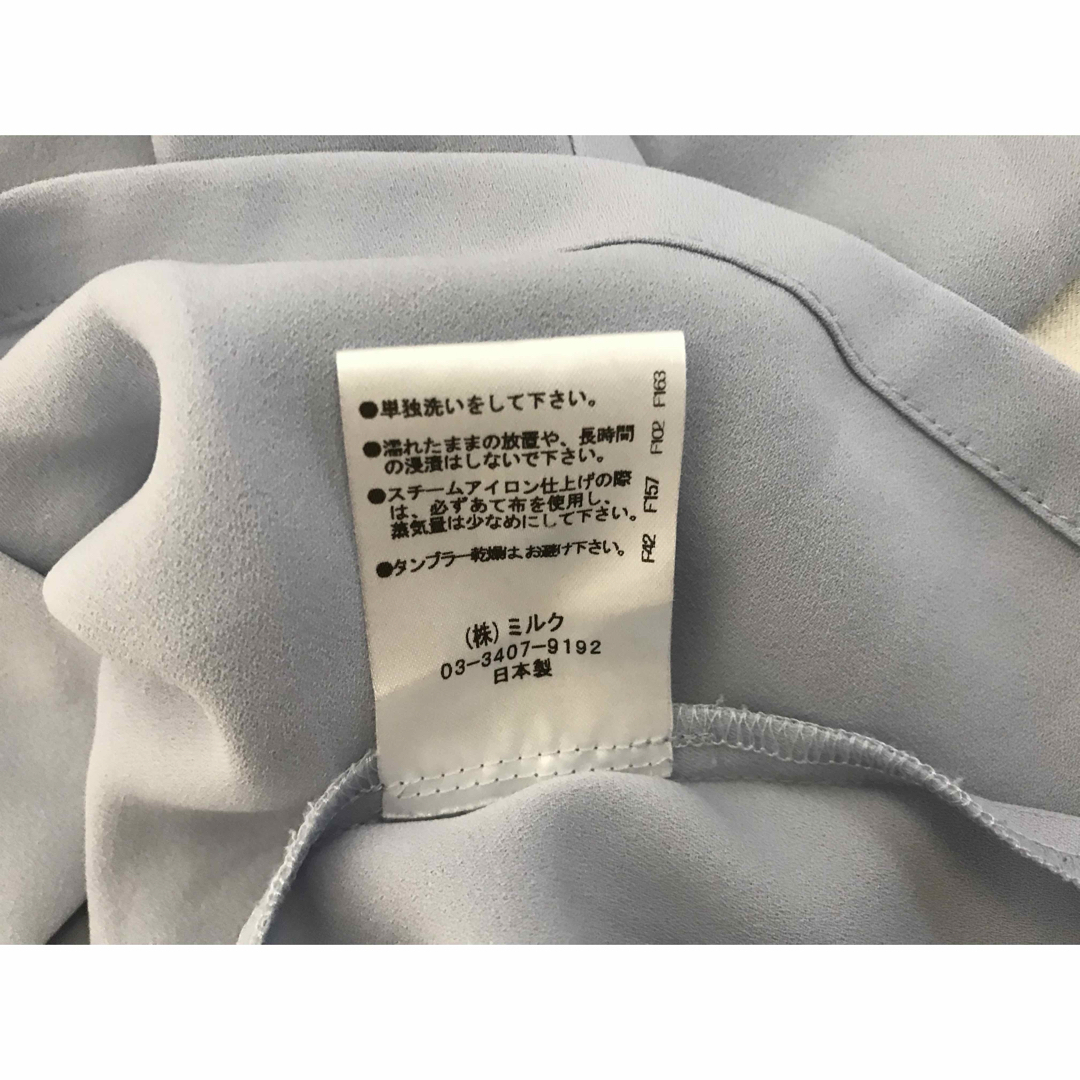 ●単独洗いをして下さい。
●濡れたままの放置や、長時間
の浸漬はしないで下さい。
●スチームアイロン仕上げの際
は、必ずあて布を使用し、
蒸気量は少なめにして下さい。
●タンブラー乾燥は、お避け下さい。
(株)ミルク
03-3407-9192
日本製
F42 F157 F102 F163